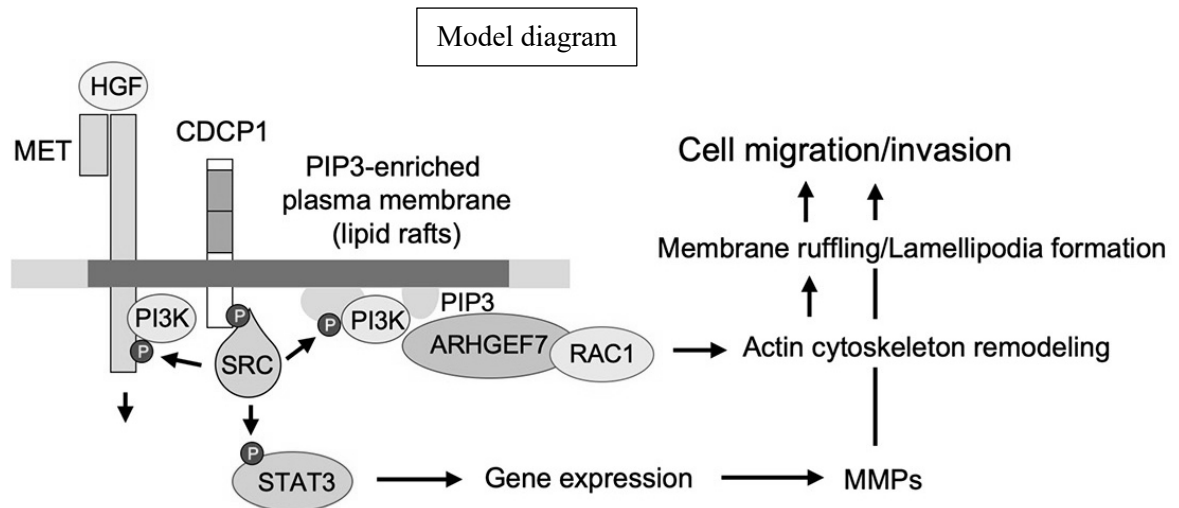 Model diagram
HGF
MET
CDCP1
PIP3-enriched
plasma membrane
(lipid rafts)
Cell migration/invasion
Membrane ruffling/Lamellipodia formation
PI3K
P
P
SRC
P
PI3K
PIP3
ARHGEF7
RAC1
Actin cytoskeleton remodeling
P
STAT3
Gene expression
MMPs